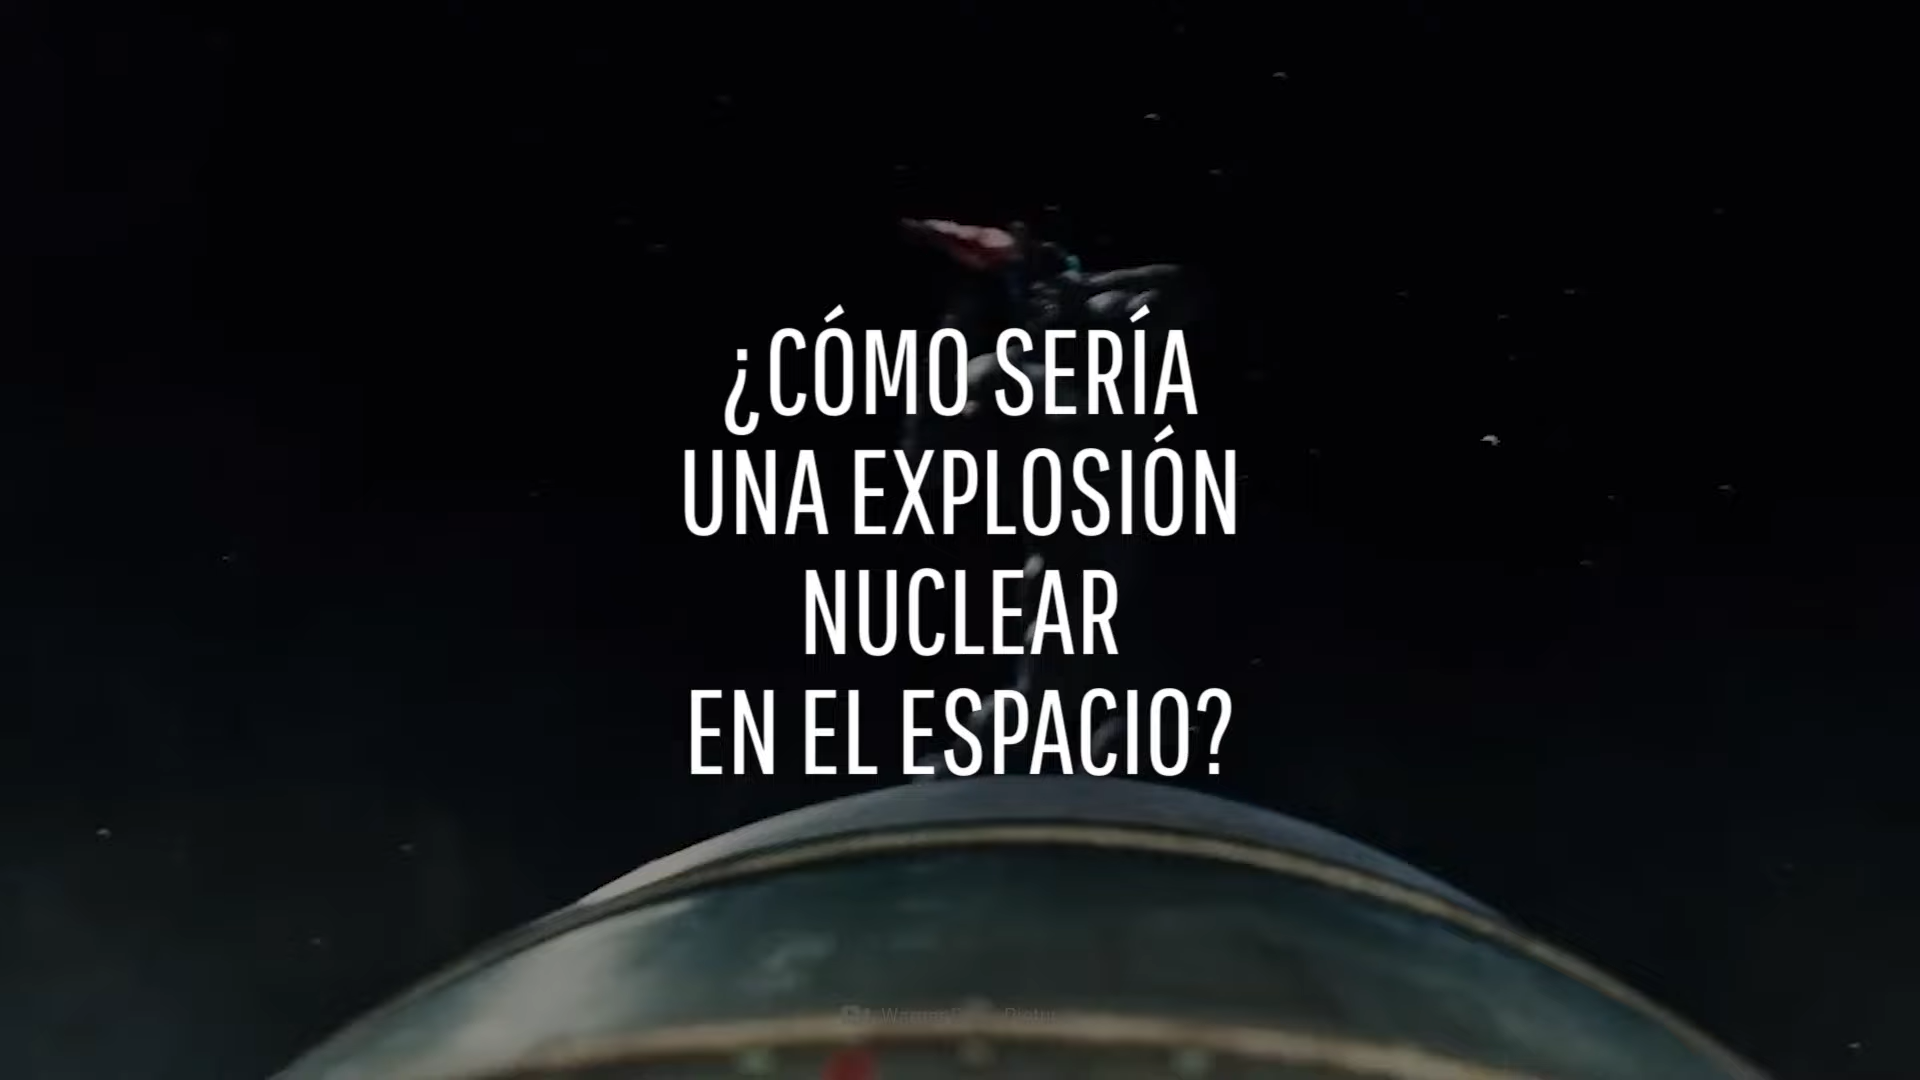 ¿CÓMO SERÍA
UNA EXPLOSIÓN
NUCLEAR
EN EL ESPACIO?